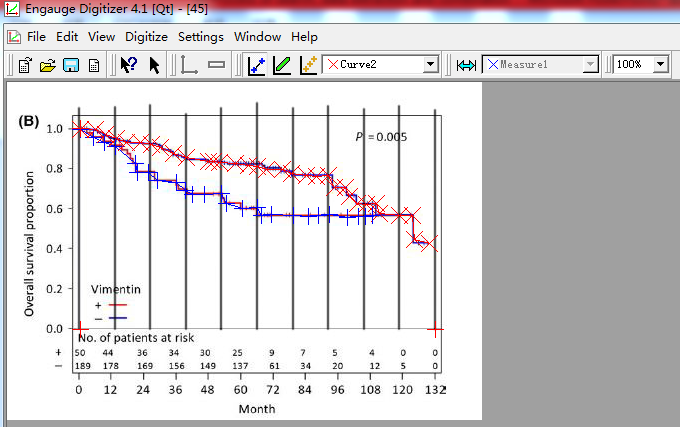 Engauge Digitizer 4.1 [Qt] - [45]
File Edit View Digitize Settings Window Help
Curve2 Measure1 100%
(B)
P = 0.005
1.0
0.8
0.6
0.4
0.2
0.0
Overall survival proportion
Vimentin
+
−
No. of patients at risk
+ 50 44 36 34 30 25 9 7 5 4 0 0
− 189 178 169 156 149 137 61 34 20 12 5 0
0 12 24 36 48 60 72 84 96 108 120 132
Month